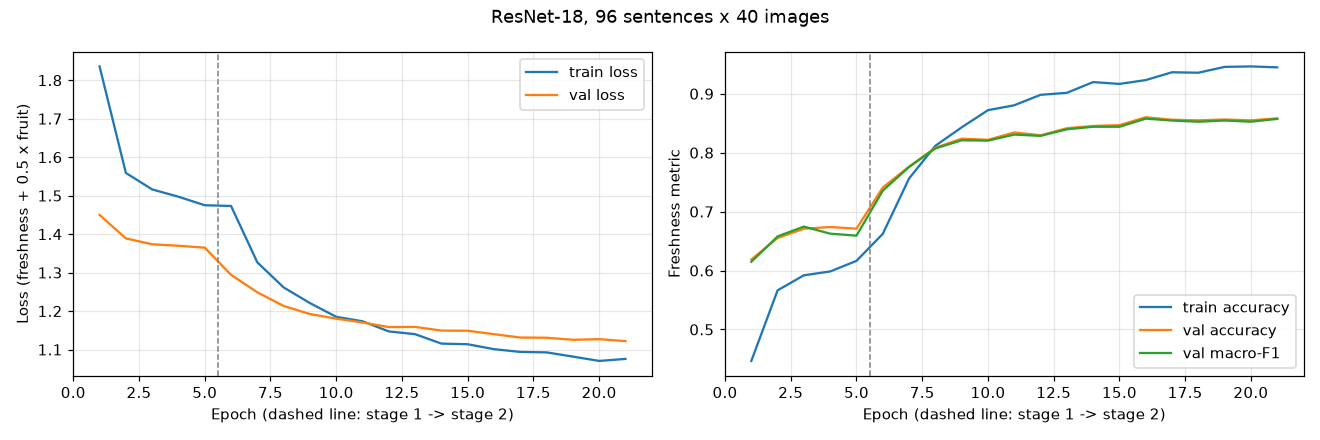 ResNet-18, 96 sentences x 40 images
Loss (freshness + 0.5 x fruit)
1.8
1.7
1.6
1.5
1.4
1.3
1.2
1.1
0.0 2.5 5.0 7.5 10.0 12.5 15.0 17.5 20.0
Epoch (dashed line: stage 1 -> stage 2)
train loss
val loss
Freshness metric
0.9
0.8
0.7
0.6
0.5
0.0 2.5 5.0 7.5 10.0 12.5 15.0 17.5 20.0
Epoch (dashed line: stage 1 -> stage 2)
train accuracy
val accuracy
val macro-F1